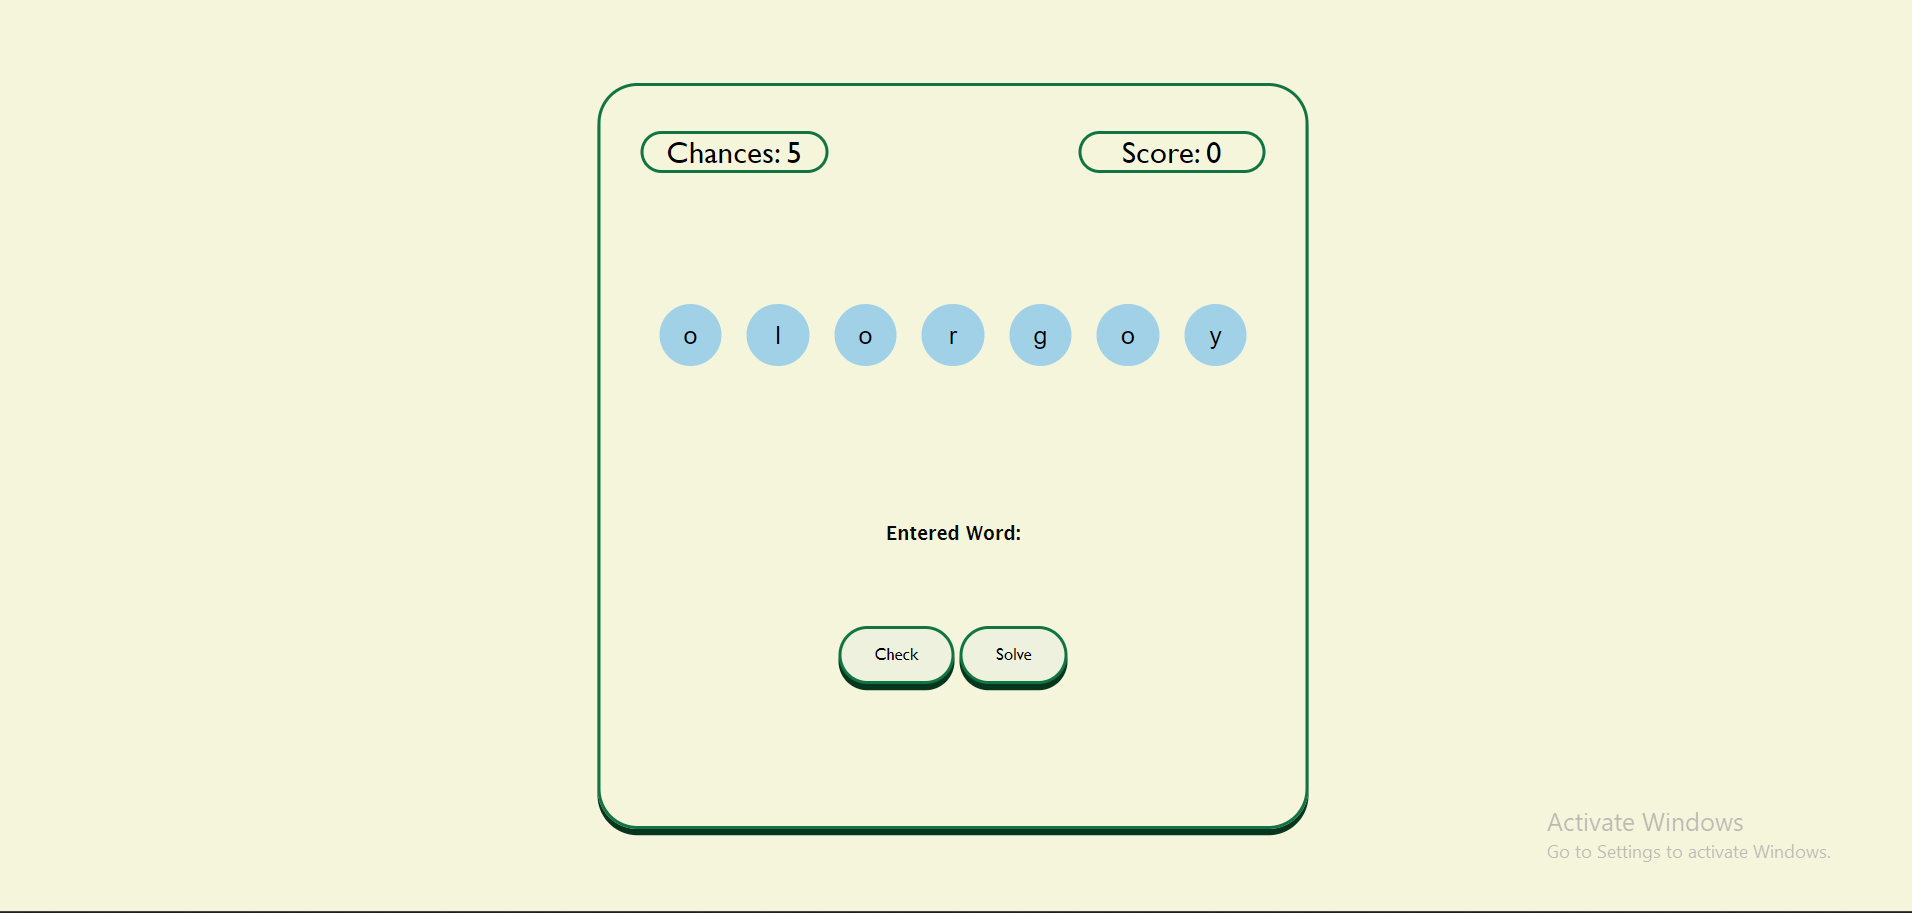 Chances: 5
Score: 0
o l o r g o y
Entered Word:
Check
Solve
Activate Windows
Go to Settings to activate Windows.